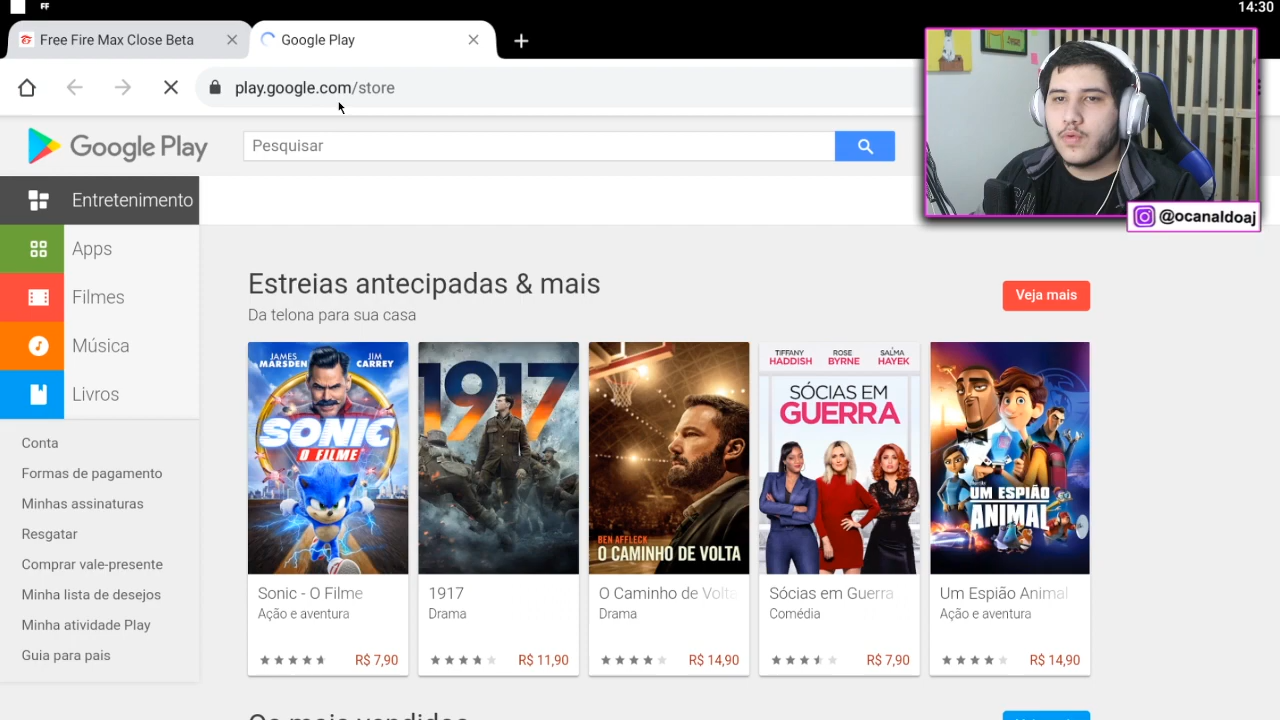 FF
14:30
Free Fire Max Close Beta
Google Play
play.google.com/store
Google Play
Pesquisar
@ocanaldoaj
Entretenimento
Apps
Filmes
Música
Livros
Conta
Formas de pagamento
Minhas assinaturas
Resgatar
Comprar vale-presente
Minha lista de desejos
Minha atividade Play
Guia para pais
Estreias antecipadas & mais
Da telona para sua casa
Veja mais
JAMES MARSDEN
JIM CARREY
SONIC
O FILME
Sonic - O Filme
Ação e aventura
R$ 7,90
1917
1917
Drama
R$ 11,90
BEN AFFLECK
O CAMINHO DE VOLTA
O Caminho de Volta
Drama
R$ 14,90
TIFFANY HADDISH
ROSE BYRNE
SALMA HAYEK
SÓCIAS EM
GUERRA
Sócias em Guerra
Comédia
R$ 7,90
UM ESPIÃO
ANIMAL
Um Espião Animal
Ação e aventura
R$ 14,90
Os mais vendidos